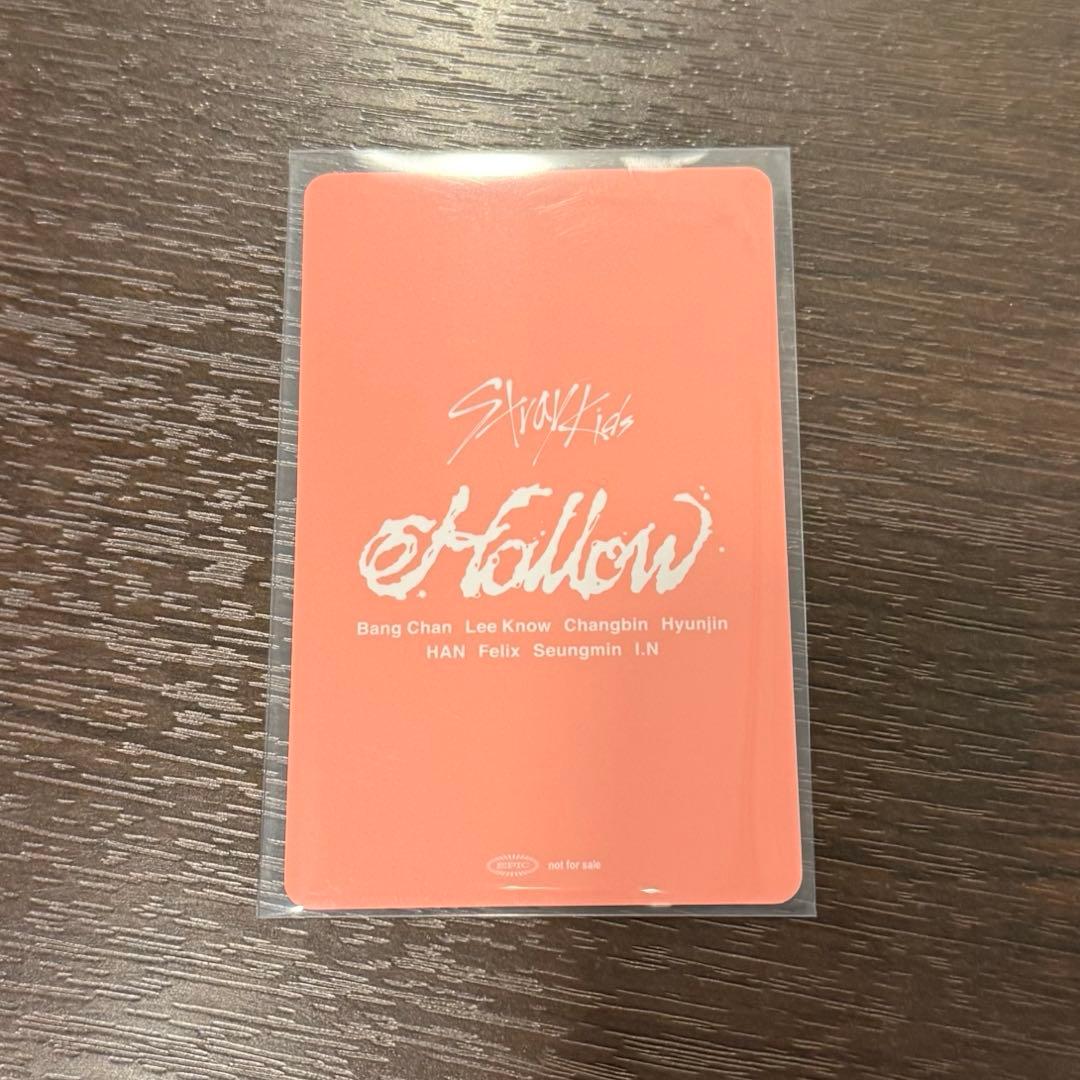 Stray Kids
Hollow
Bang Chan Lee Know Changbin Hyunjin
HAN Felix Seungmin I.N
EPIC not for sale